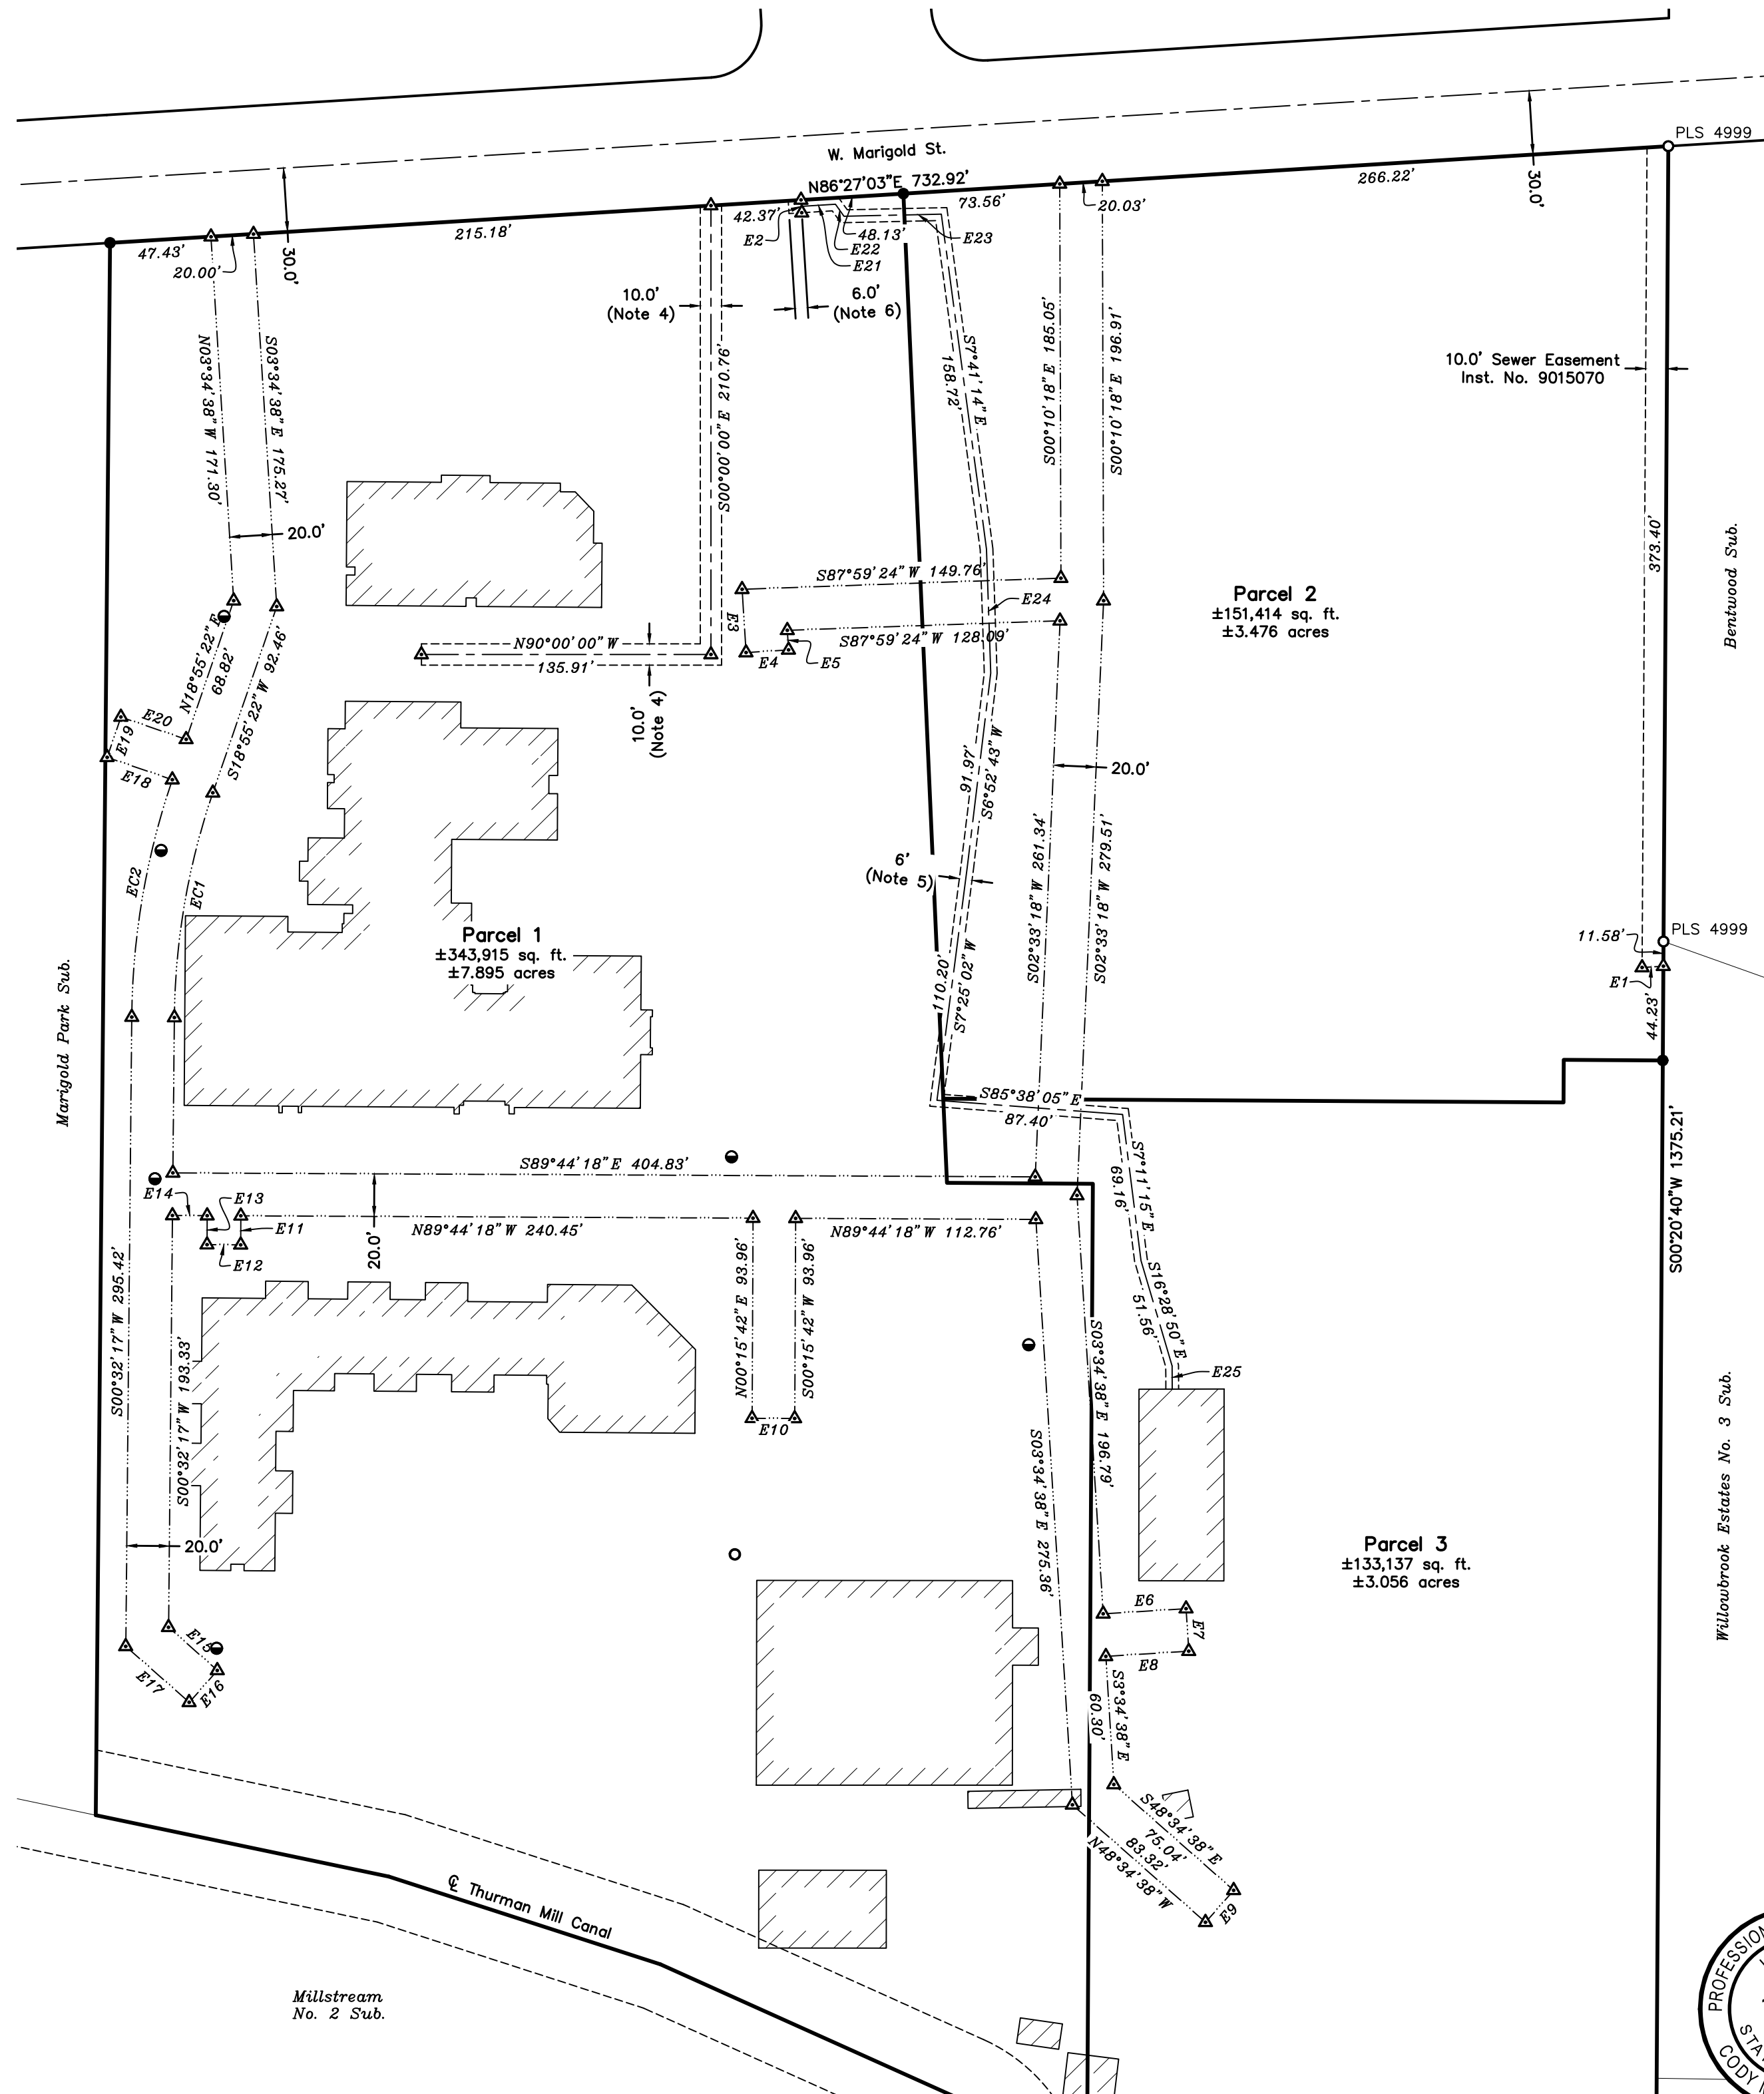 PLS 4999
W. Marigold St.
N86°27'03"E 732.92'
30.0'
266.22'
20.03'
73.56'
42.37'
48.13'
E2
E22
E21
E23
215.18'
47.43'
20.00'
30.0'
10.0'
(Note 4)
6.0'
(Note 6)
N03°34'38"W 171.30'
S03°34'38"E 175.27'
S00°00'00"E 210.76'
S7°41'14"E
158.72'
S00°10'18"E 185.05'
S00°10'18"E 196.91'
10.0' Sewer Easement
Inst. No. 9015070
373.40'
Bentwood Sub.
20.0'
S87°59'24"W 149.76'
E24
E3
S87°59'24"W 128.09'
E4
E5
Parcel 2
±151,414 sq. ft.
±3.476 acres
N90°00'00"W
135.91'
10.0'
(Note 4)
N18°55'22"E
68.82'
S18°55'22"W 92.46'
E20
E19
E18
91.97'
S6°52'43"W
20.0'
EC2
EC1
6'
(Note 5)
S02°33'18"W 261.34'
S02°33'18"W 279.51'
Parcel 1
±343,915 sq. ft.
±7.895 acres
110.20'
S7°25'02"W
11.58'
PLS 4999
E1
44.23'
Marigold Park Sub.
S85°38'05"E
87.40'
S00°20'40"W 1375.21'
S89°44'18"E 404.83'
69.16'
S7°11'15"E
E14
E13
E11
E12
N89°44'18"W 240.45'
20.0'
N89°44'18"W 112.76'
S16°28'50"E
51.56'
S00°32'17"W 295.42'
S00°32'17"W 193.33'
N00°15'42"E 93.96'
S00°15'42"W 93.96'
E10
S03°34'38"E 196.79'
S03°34'38"E 275.36'
E25
20.0'
Parcel 3
±133,137 sq. ft.
±3.056 acres
Willowbrook Estates No. 3 Sub.
E6
E7
E8
E15
E17
E16
S3°34'38"E
60.30'
S48°34'38"E
75.04'
83.32'
N48°34'38"W
E9
℄ Thurman Mill Canal
Millstream
No. 2 Sub.
CODY